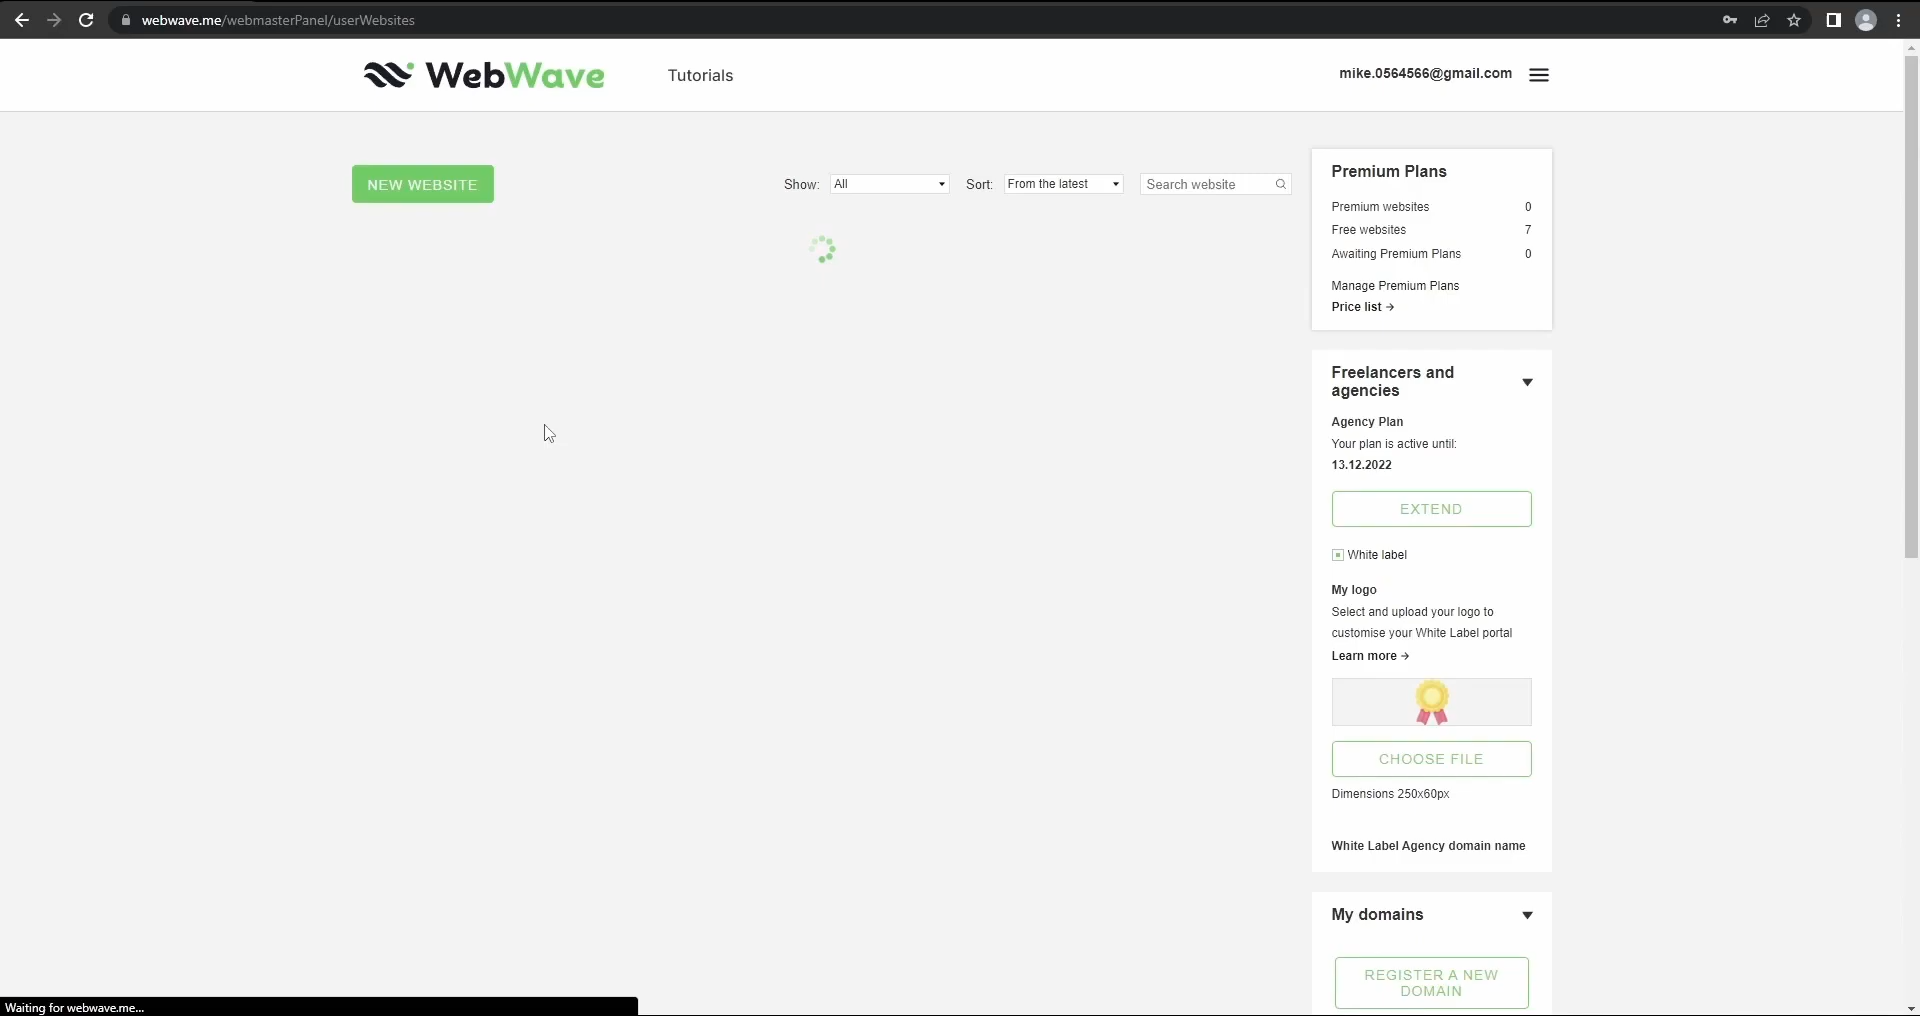 webwave.me/webmasterPanel/userWebsites
WebWave
Tutorials
mike.0564566@gmail.com
NEW WEBSITE
Show:
All
Sort:
From the latest
Search website
Premium Plans
Premium websites 0
Free websites 7
Awaiting Premium Plans 0
Manage Premium Plans
Price list →
Freelancers and
agencies
Agency Plan
Your plan is active until:
13.12.2022
EXTEND
White label
My logo
Select and upload your logo to
customise your White Label portal
Learn more →
CHOOSE FILE
Dimensions 250x60px
White Label Agency domain name
My domains
REGISTER A NEW
DOMAIN
Waiting for webwave.me...